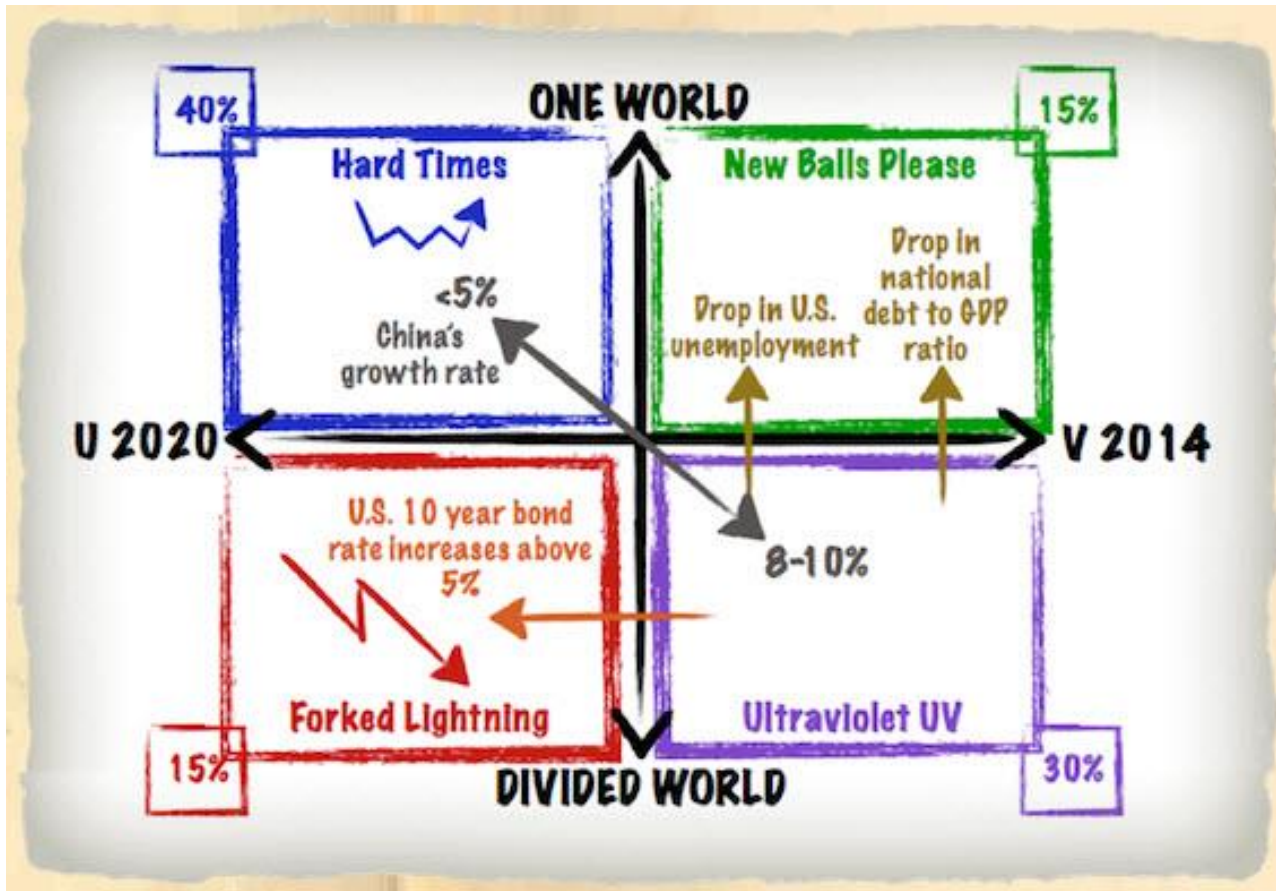 40%
ONE WORLD
15%
Hard Times
New Balls Please
<5%
China's
growth rate
Drop in U.S.
unemployment
Drop in
national
debt to GDP
ratio
U 2020
V 2014
U.S. 10 year bond
rate increases above
5%
8-10%
Forked Lightning
Ultraviolet UV
15%
DIVIDED WORLD
30%